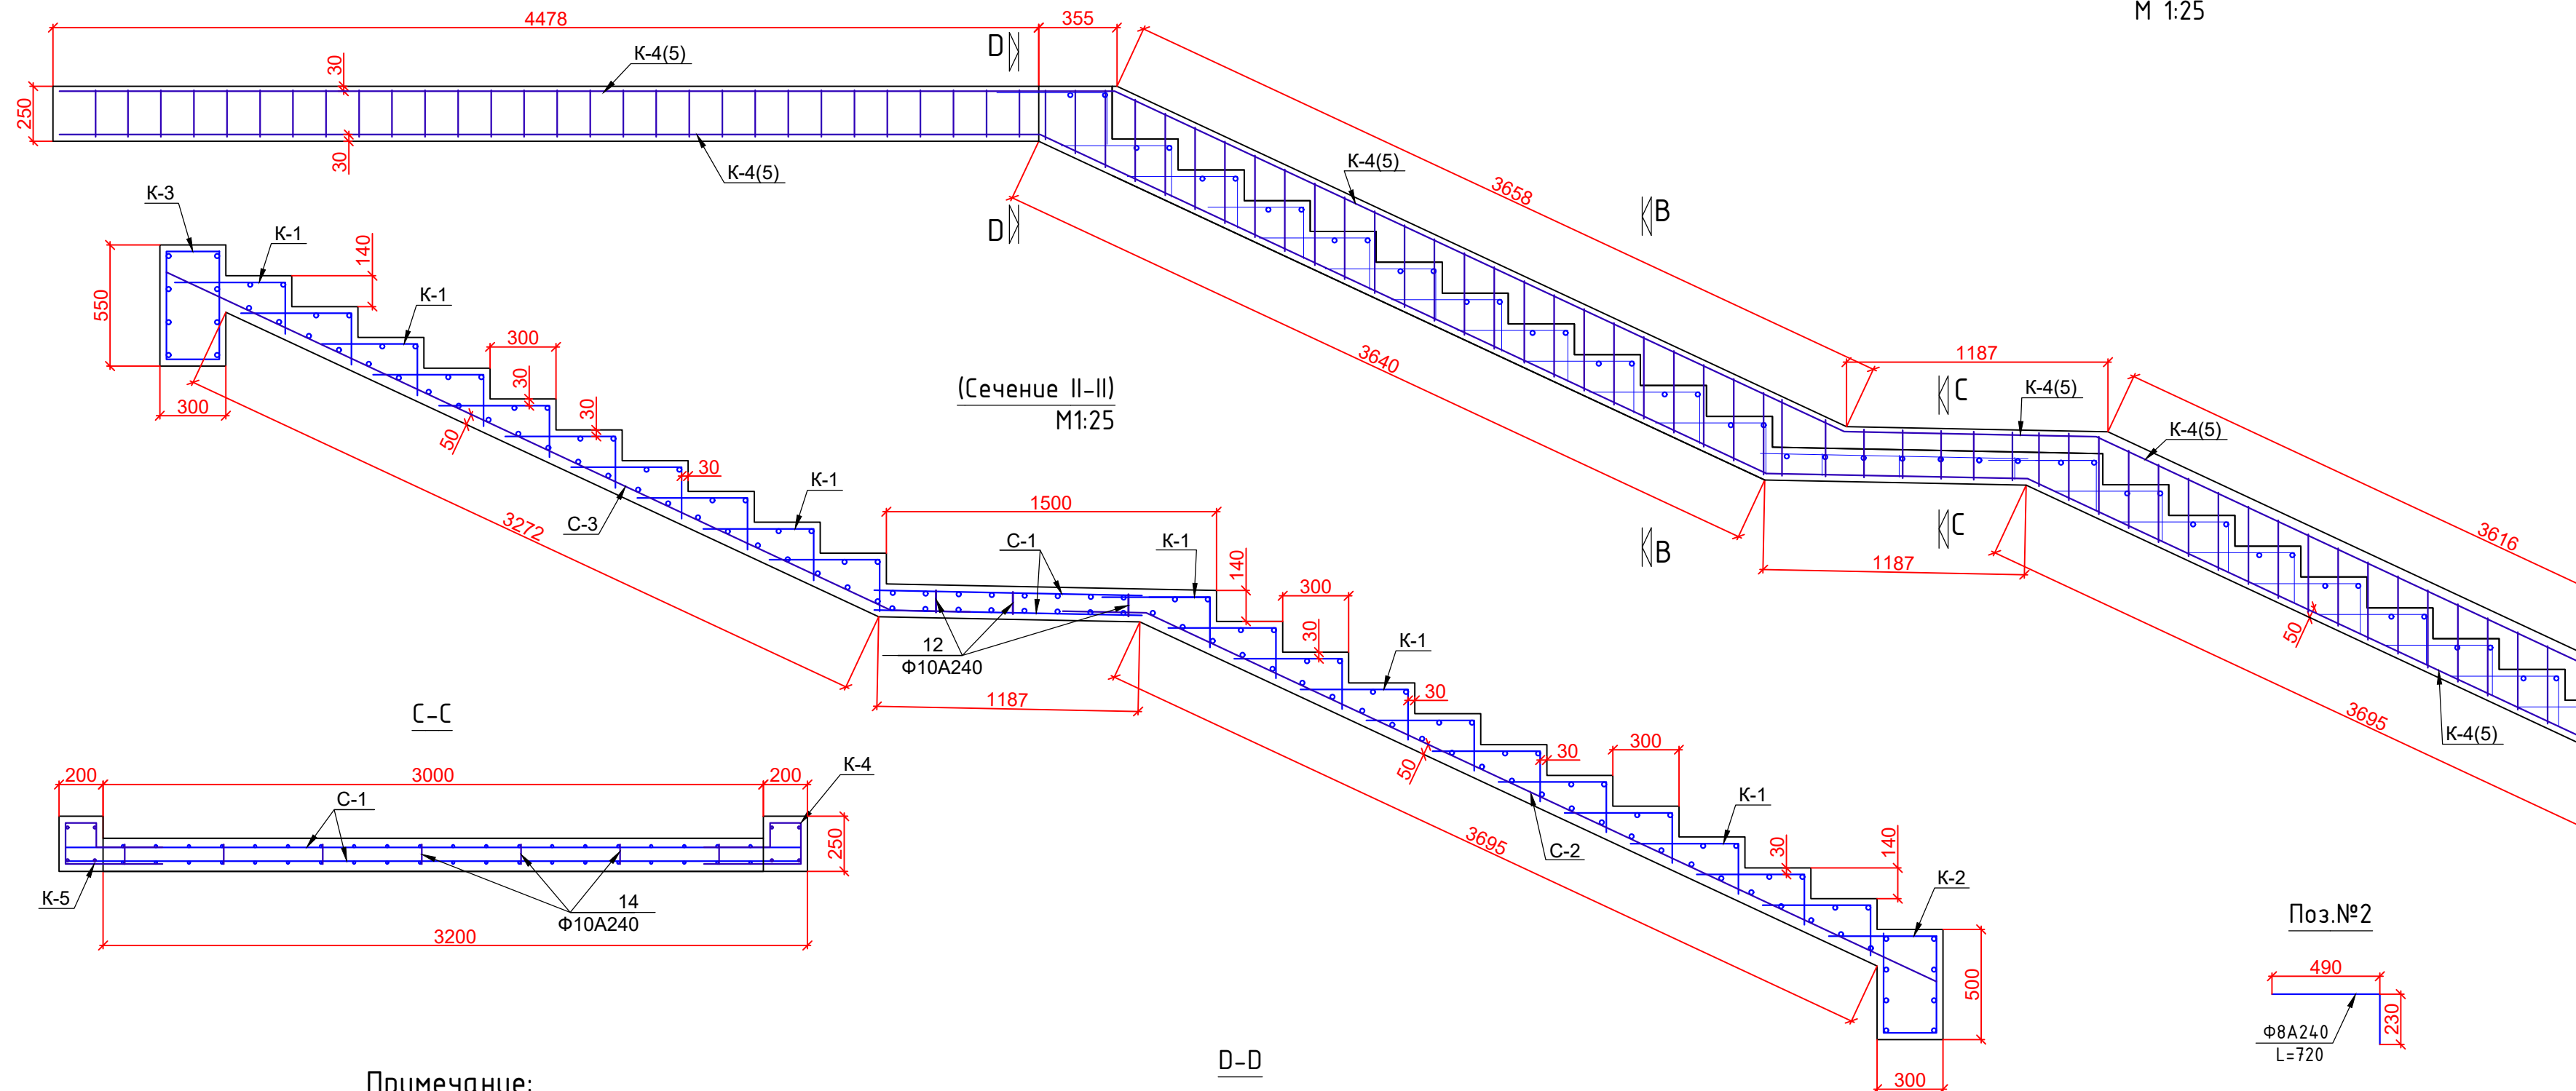 М 1:25
4478
355
D
30
К-4(5)
250
30
К-4(5)
D
К-4(5)
3658
В
3640
В
1187
С
К-4(5)
К-4(5)
С
1187
3616
3695
50
К-4(5)
К-3
К-1
140
550
К-1
300
30
30
300
50
30
К-1
С-3
3272
(Сечение II-II)
М1:25
1500
С-1
К-1
140
300
30
К-1
12
Ф10А240
1187
30
50
30
300
К-1
С-2
3695
30
140
К-2
500
300
С-С
200
3000
200
К-4
С-1
250
К-5
14
Ф10А240
3200
Поз.№2
490
230
Ф8А240
L=720
D-D
Примечание: